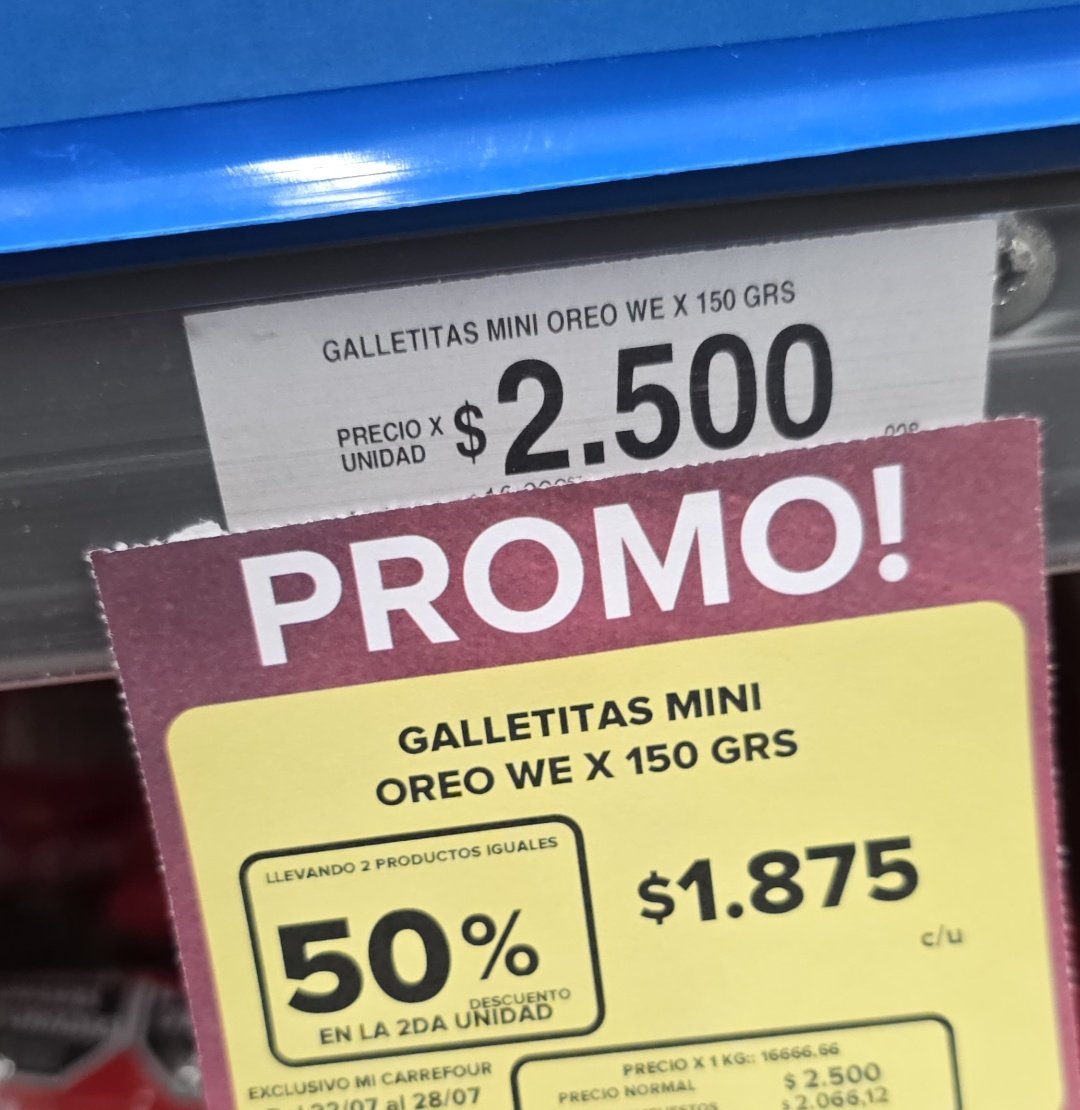 GALLETITAS MINI OREO WE X 150 GRS
PRECIO X
UNIDAD
$2.500
PROMO!
GALLETITAS MINI
OREO WE X 150 GRS
LLEVANDO 2 PRODUCTOS IGUALES
50%
DESCUENTO
EN LA 2DA UNIDAD
$1.875
c/u
EXCLUSIVO MI CARREFOUR
22/07 al 28/07
PRECIO X 1 KG:: 16666.66
PRECIO NORMAL $ 2.500
$ 2.066,12